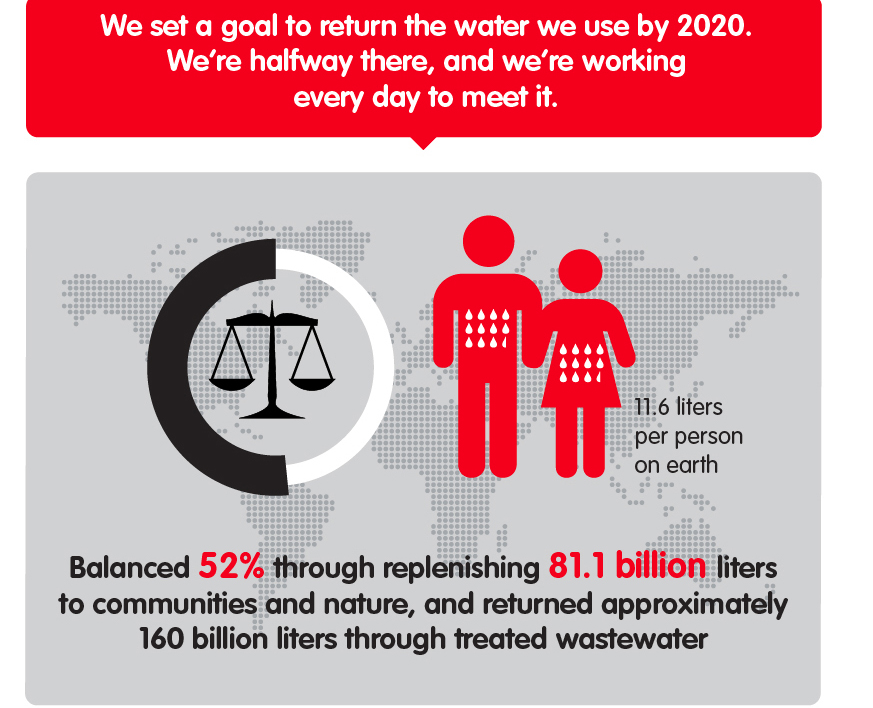 We set a goal to return the water we use by 2020.
We're halfway there, and we're working
every day to meet it.
11.6 liters
per person
on earth
Balanced 52% through replenishing 81.1 billion liters
to communities and nature, and returned approximately
160 billion liters through treated wastewater